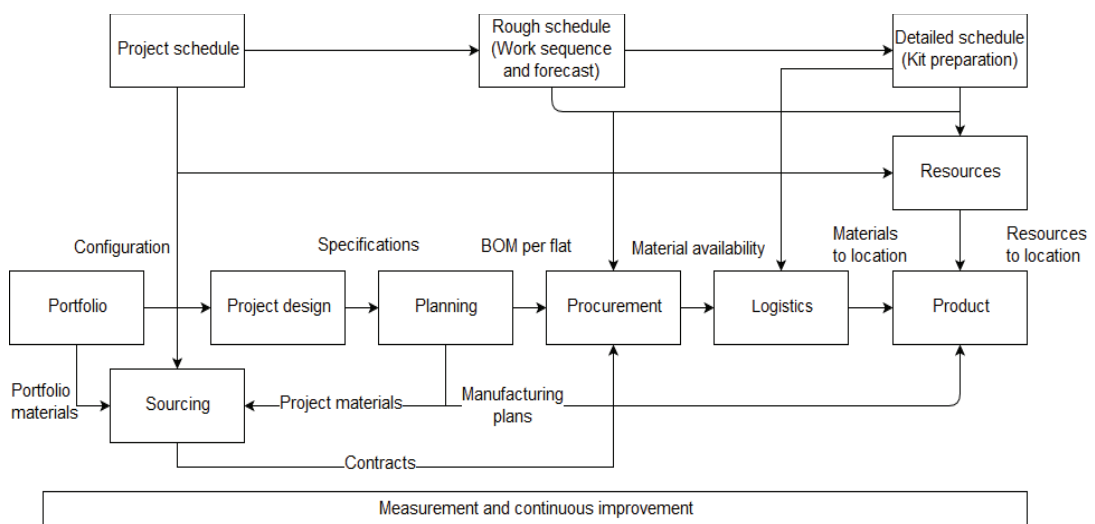 Project schedule
Rough schedule
(Work sequence
and forecast)
Detailed schedule
(Kit preparation)
Resources
Configuration
Specifications
BOM per flat
Material availability
Materials
to location
Resources
to location
Portfolio
Project design
Planning
Procurement
Logistics
Product
Portfolio
materials
Sourcing
Project materials
Manufacturing
plans
Contracts
Measurement and continuous improvement